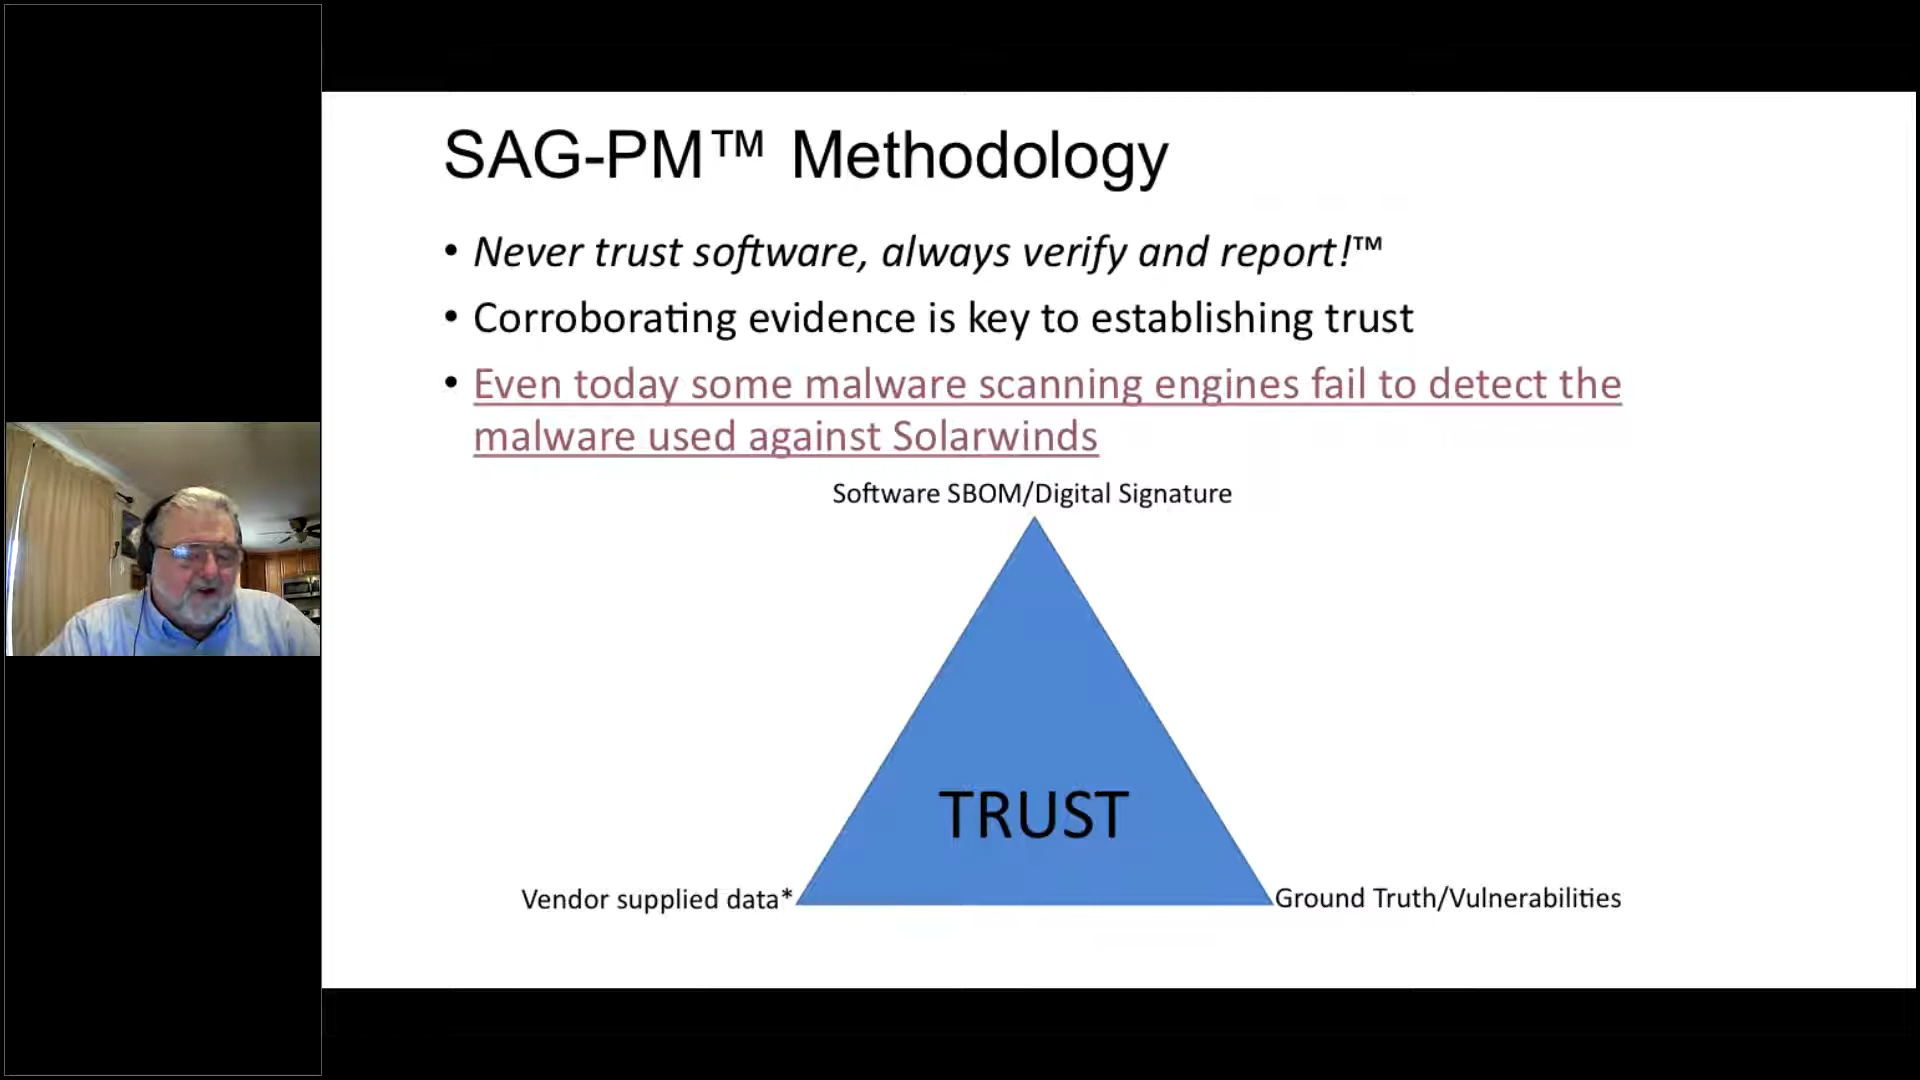 SAG-PM™ Methodology
• Never trust software, always verify and report!™
• Corroborating evidence is key to establishing trust
• Even today some malware scanning engines fail to detect the
malware used against Solarwinds
Software SBOM/Digital Signature
TRUST
Vendor supplied data*
Ground Truth/Vulnerabilities